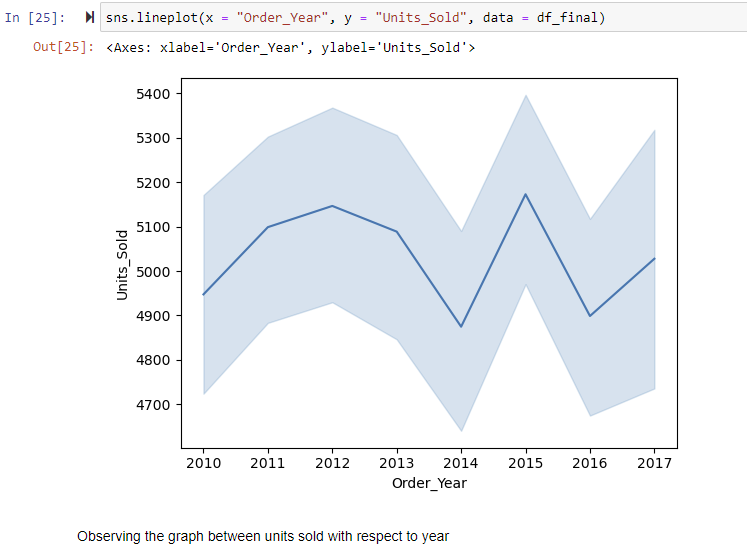 In [25]: sns.lineplot(x = "Order_Year", y = "Units_Sold", data = df_final)
Out[25]: <Axes: xlabel='Order_Year', ylabel='Units_Sold'>
5400
5300
5200
5100
5000
4900
4800
4700
Units_Sold
2010 2011 2012 2013 2014 2015 2016 2017
Order_Year
Observing the graph between units sold with respect to year